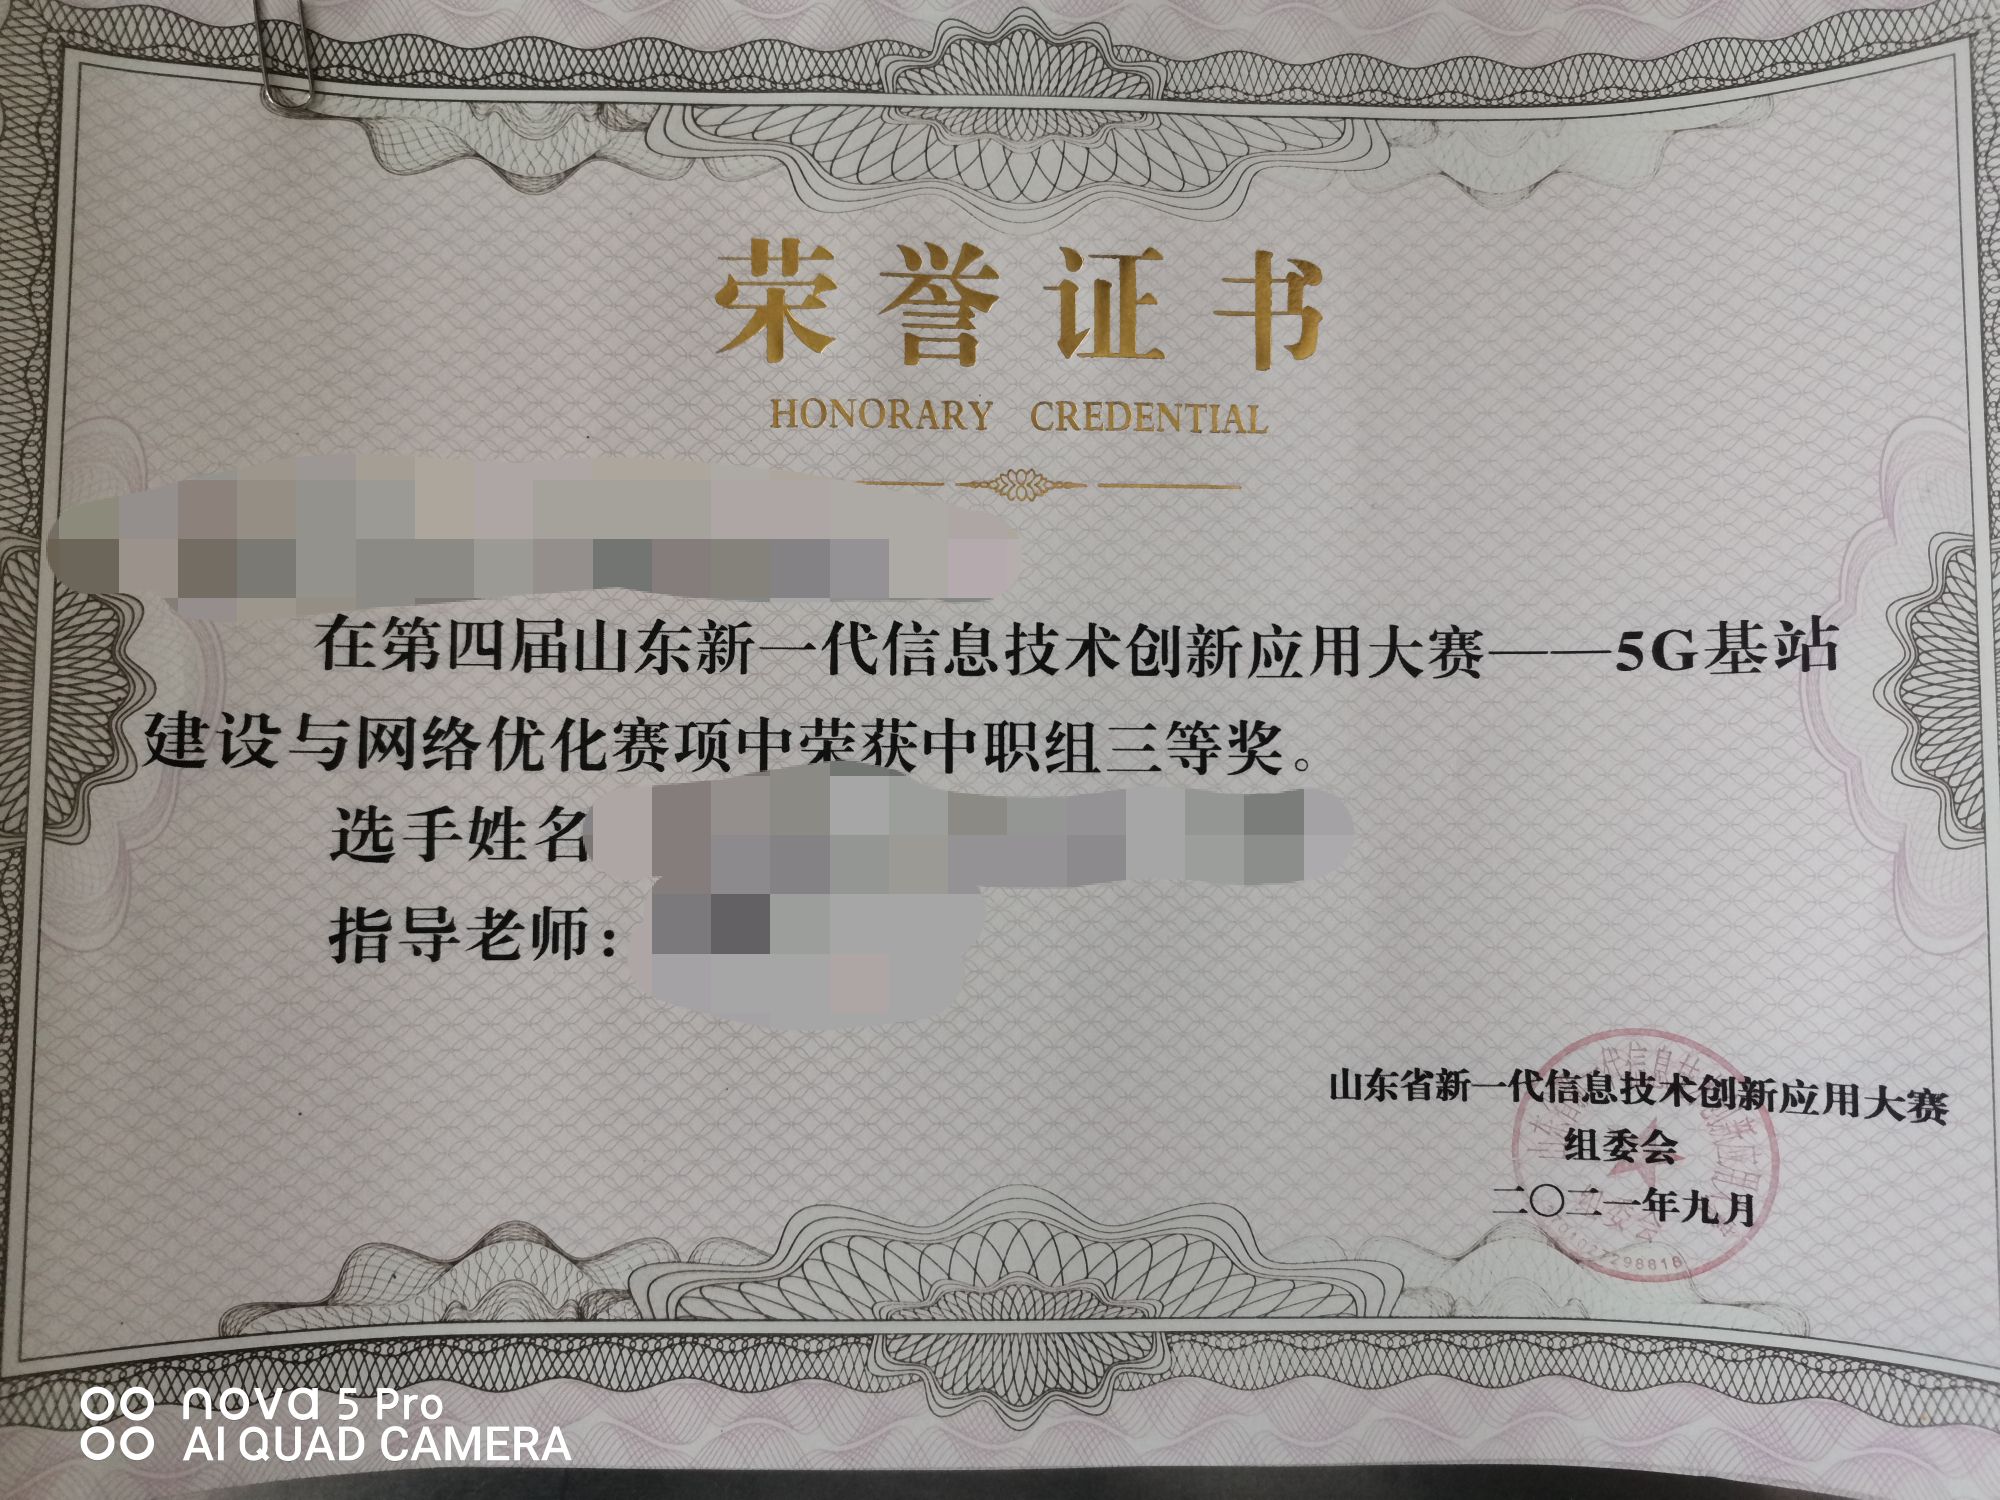 荣誉证书
HONORARY CREDENTIAL
在第四届山东新一代信息技术创新应用大赛——5G基站
建设与网络优化赛项中荣获中职组三等奖。
选手姓名
指导老师：
山东省新一代信息技术创新应用大赛
组委会
二〇二一年九月
nova 5 Pro
AI QUAD CAMERA